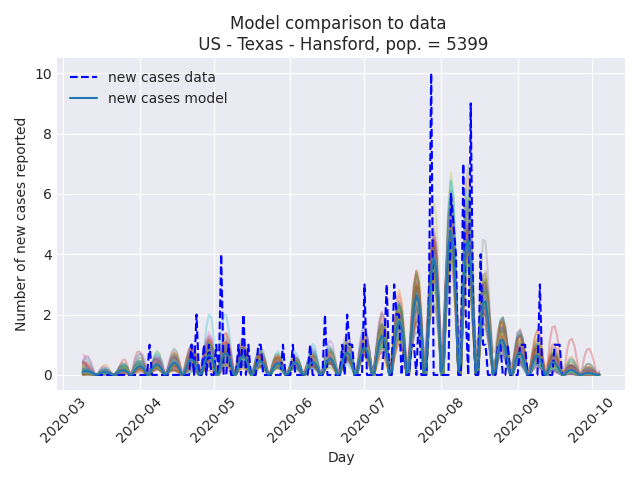 Model comparison to data
US - Texas - Hansford, pop. = 5399
new cases data
new cases model
Number of new cases reported
10
8
6
4
2
0
2020-03
2020-04
2020-05
2020-06
2020-07
2020-08
2020-09
2020-10
Day